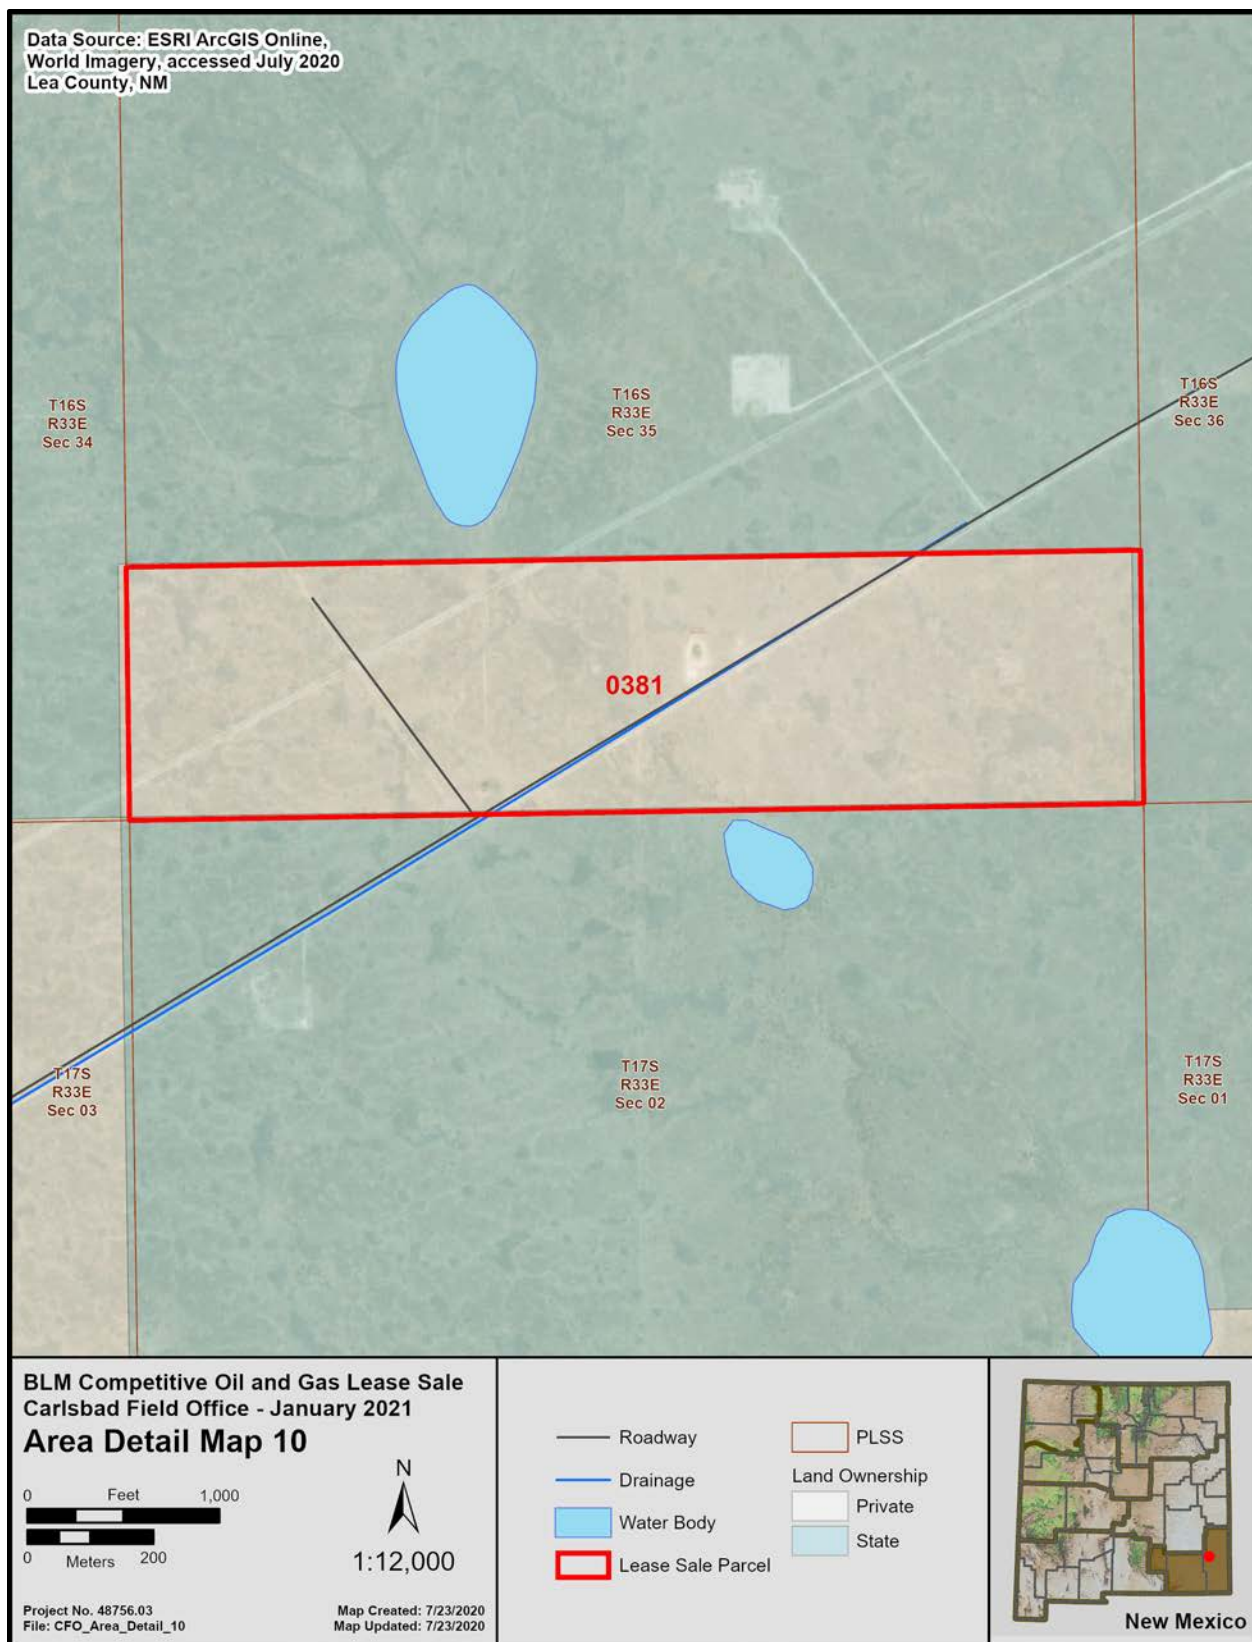 Data Source: ESRI ArcGIS Online,
World Imagery, accessed July 2020
Lea County, NM
T16S
R33E
Sec 34
T16S
R33E
Sec 35
T16S
R33E
Sec 36
0381
T17S
R33E
Sec 03
T17S
R33E
Sec 02
T17S
R33E
Sec 01
BLM Competitive Oil and Gas Lease Sale
Carlsbad Field Office - January 2021
Area Detail Map 10
0 Feet 1,000
0 Meters 200
N
1:12,000
Project No. 48756.03
File: CFO_Area_Detail_10
Map Created: 7/23/2020
Map Updated: 7/23/2020
Roadway
Drainage
Water Body
Lease Sale Parcel
PLSS
Land Ownership
Private
State
New Mexico